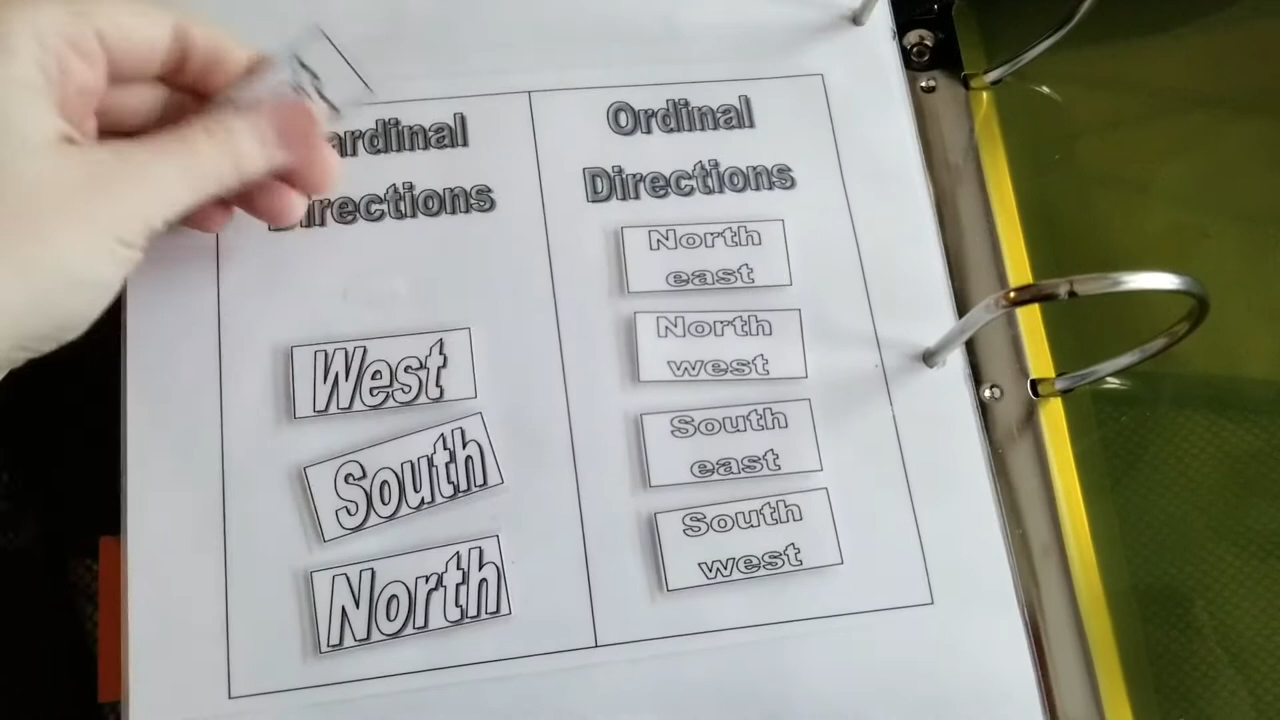 ardinal
irections
West
South
North
Ordinal
Directions
North
east
North
west
South
east
South
west